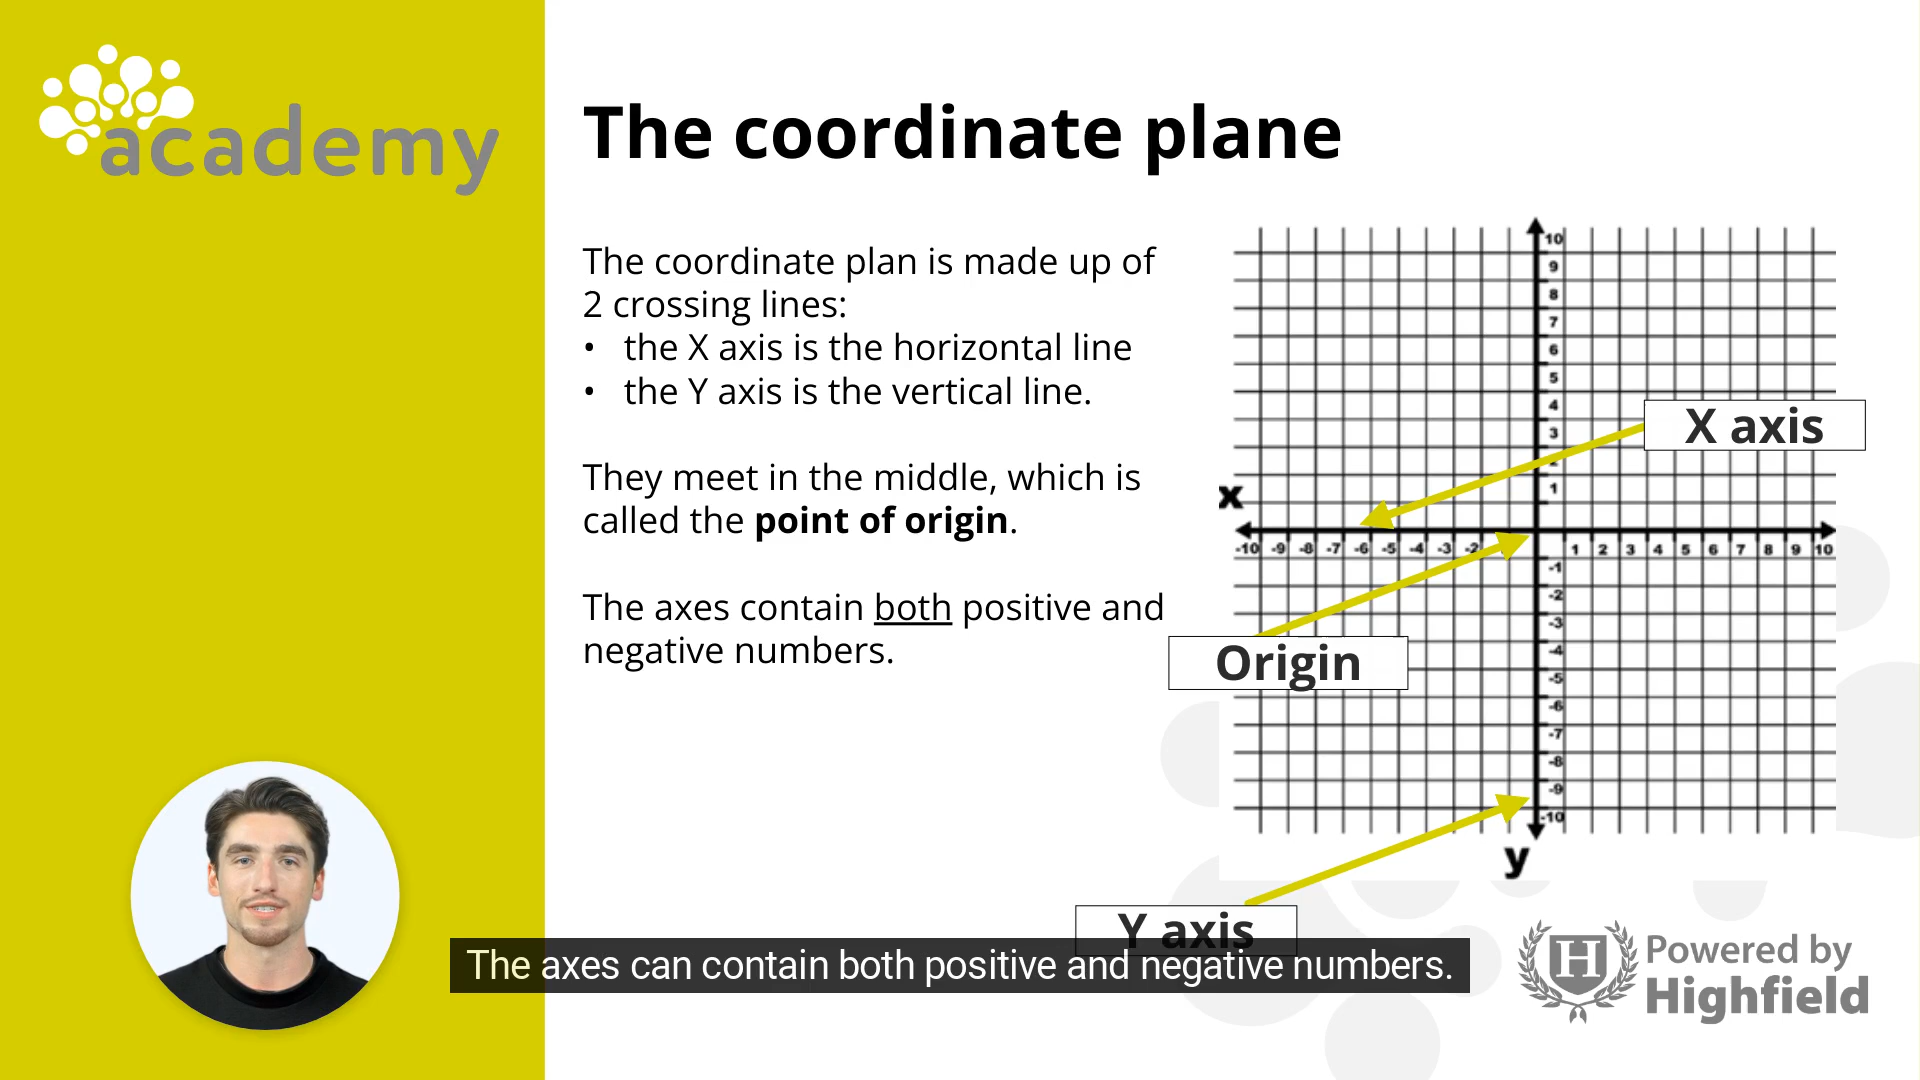 academy
The coordinate plane
The coordinate plan is made up of
2 crossing lines:
• the X axis is the horizontal line
• the Y axis is the vertical line.
They meet in the middle, which is
called the point of origin.
The axes contain both positive and
negative numbers.
10
9
8
7
6
5
4
3
1
X axis
x
-10 -9 -8 -7 -6 -5 -4 -3 -2 1 2 3 4 5 6 7 8 9 10
-1
-2
-3
-4
-5
-6
-7
-8
-9
-10
Origin
y
Y axis
The axes can contain both positive and negative numbers.
H
Powered by
Highfield